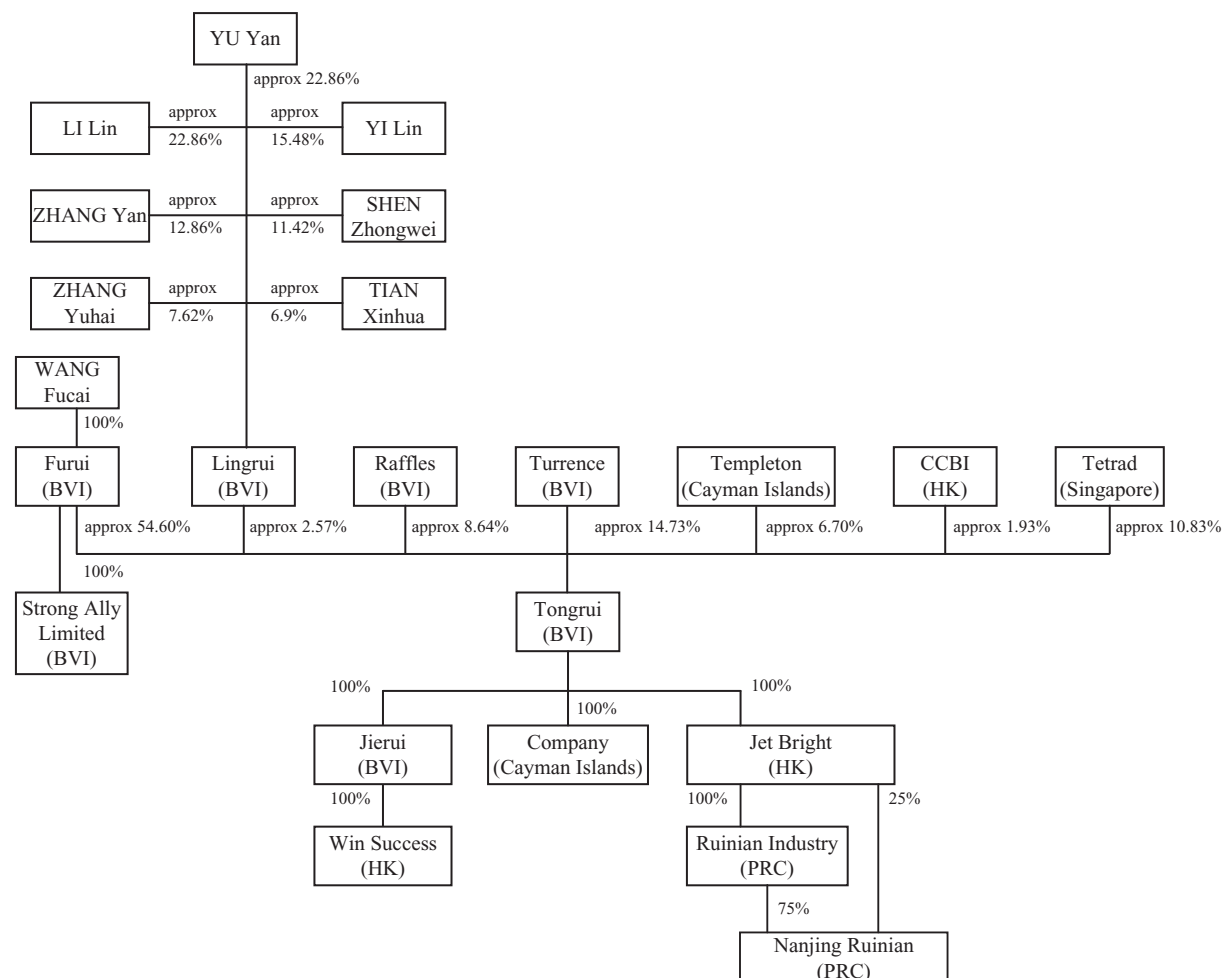 YU Yan
approx 22.86%
LI Lin
approx
22.86%
approx
15.48%
YI Lin
ZHANG Yan
approx
12.86%
approx
11.42%
SHEN
Zhongwei
ZHANG
Yuhai
approx
7.62%
approx
6.9%
TIAN
Xinhua
WANG
Fucai
100%
Furui
(BVI)
Lingrui
(BVI)
Raffles
(BVI)
Turrence
(BVI)
Templeton
(Cayman Islands)
CCBI
(HK)
Tetrad
(Singapore)
approx 54.60%
approx 2.57%
approx 8.64%
approx 14.73%
approx 6.70%
approx 1.93%
approx 10.83%
100%
Strong Ally
Limited
(BVI)
Tongrui
(BVI)
100%
100%
100%
Jierui
(BVI)
Company
(Cayman Islands)
Jet Bright
(HK)
100%
100%
25%
Win Success
(HK)
Ruinian Industry
(PRC)
75%
Nanjing Ruinian
(PRC)